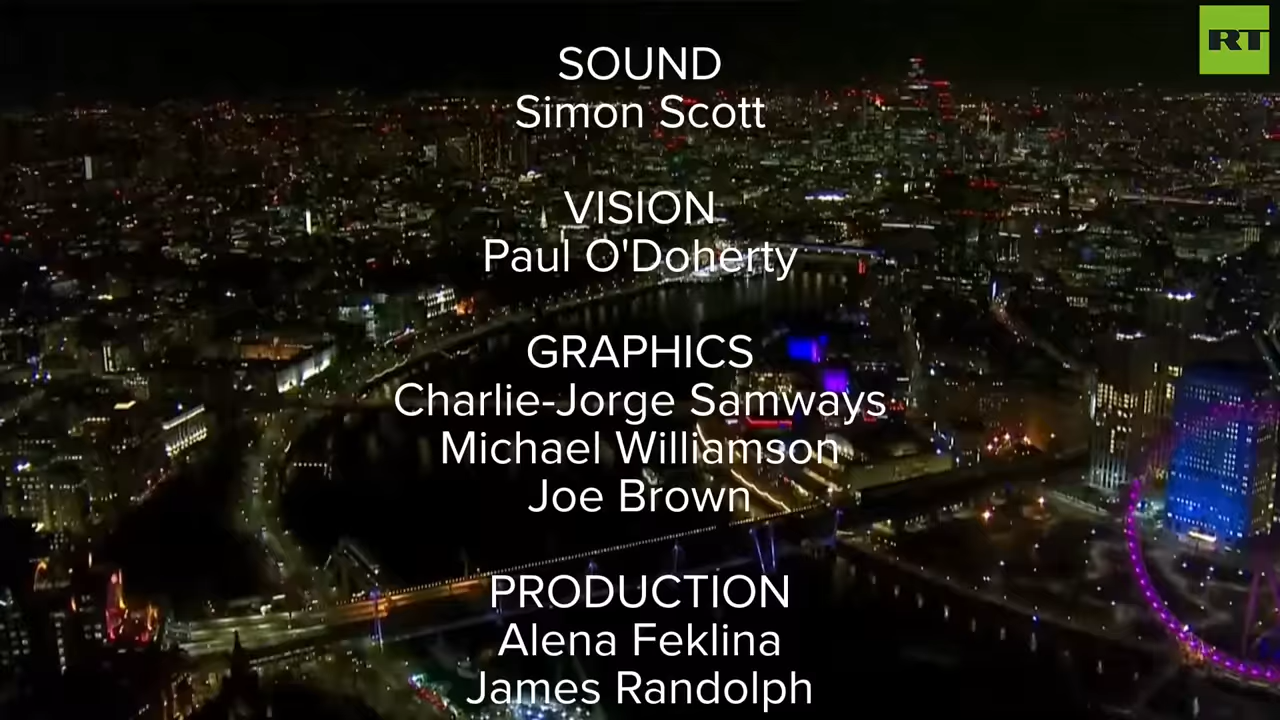 RT
SOUND
Simon Scott
VISION
Paul O'Doherty
GRAPHICS
Charlie-Jorge Samways
Michael Williamson
Joe Brown
PRODUCTION
Alena Feklina
James Randolph